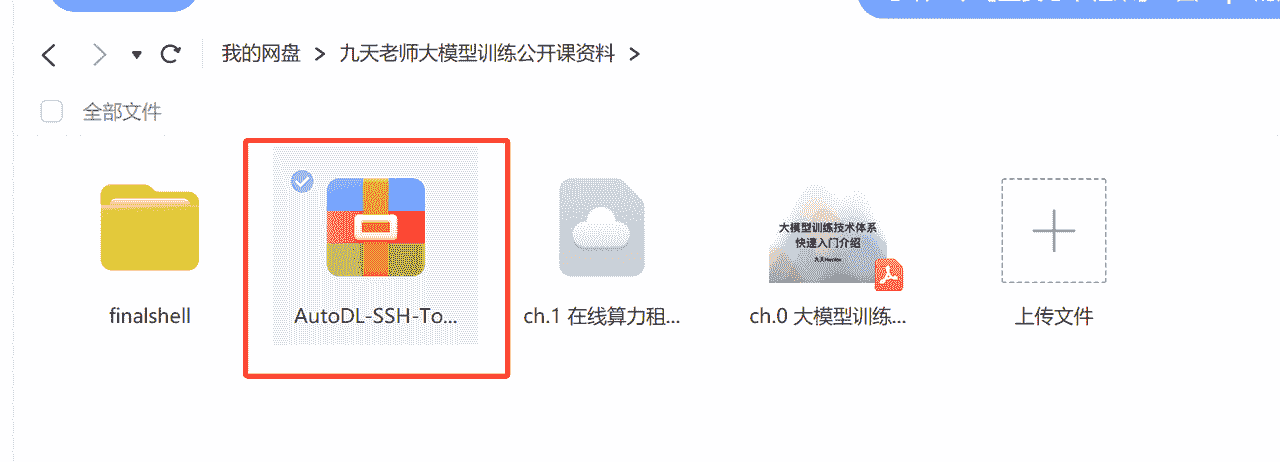 我的网盘 > 九天老师大模型训练公开课资料 >
全部文件
大模型训练技术体系
快速入门介绍
finalshell
AutoDL-SSH-To...
ch.1 在线算力租...
ch.0 大模型训练...
上传文件